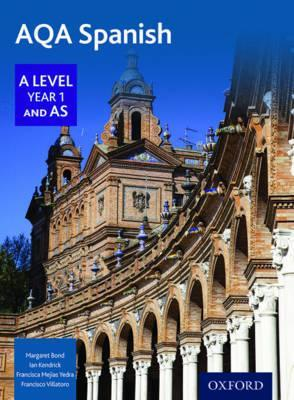 AQA Spanish
A LEVEL
YEAR 1
AND AS
Margaret Bond
Ian Kendrick
Francisca Mejías Yedra
Francisco Villatoro
OXFORD